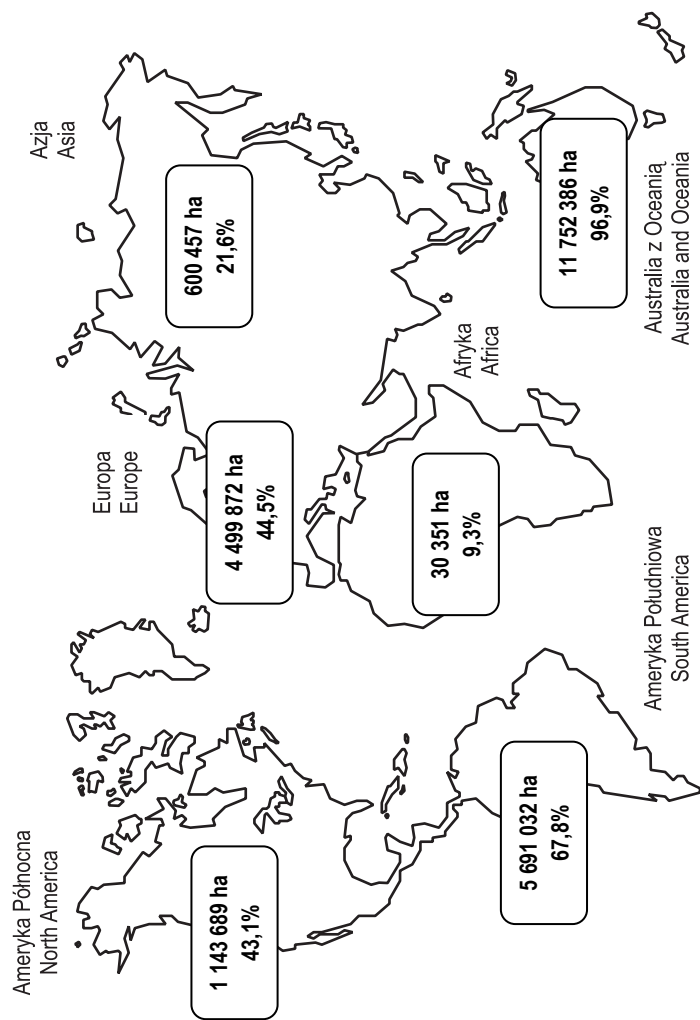 Ameryka Północna
North America
1 143 689 ha
43,1%
Europa
Europe
4 499 872 ha
44,5%
Azja
Asia
600 457 ha
21,6%
Afryka
Africa
30 351 ha
9,3%
Ameryka Południowa
South America
5 691 032 ha
67,8%
Australia z Oceanią
Australia and Oceania
11 752 386 ha
96,9%